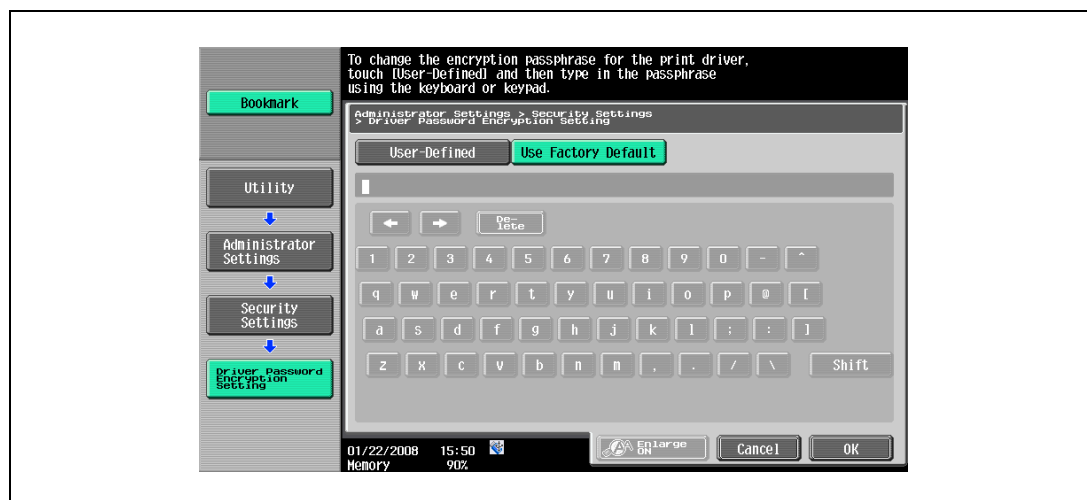 To change the encryption passphrase for the print driver,
touch [User-Defined] and then type in the passphrase
using the keyboard or keypad.
Bookmark
Administrator Settings > Security Settings
> Driver Password Encryption Setting
User-Defined Use Factory Default
Utility
Administrator
Settings
Security
Settings
Driver Password
Encryption
Setting
De-
lete
1 2 3 4 5 6 7 8 9 0 - ^
q w e r t y u i o p @ [
a s d f g h j k l ; : ]
z x c v b n m , . / \ Shift
01/22/2008 15:50
Memory 90%
Enlarge
ON
Cancel OK